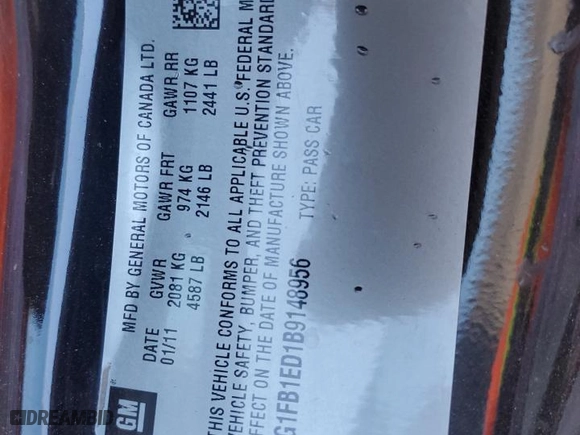 GM
MFD BY GENERAL MOTORS OF CANADA LTD.
DATE GVWR GAWR FRT GAWR RR
01/11 2081 KG 974 KG 1107 KG
4587 LB 2146 LB 2441 LB
THIS VEHICLE CONFORMS TO ALL APPLICABLE U.S. FEDERAL M
VEHICLE SAFETY, BUMPER, AND THEFT PREVENTION STANDARD
EFFECT ON THE DATE OF MANUFACTURE SHOWN ABOVE.
G1FB1ED1B9148956 TYPE: PASS CAR
DREAMBID